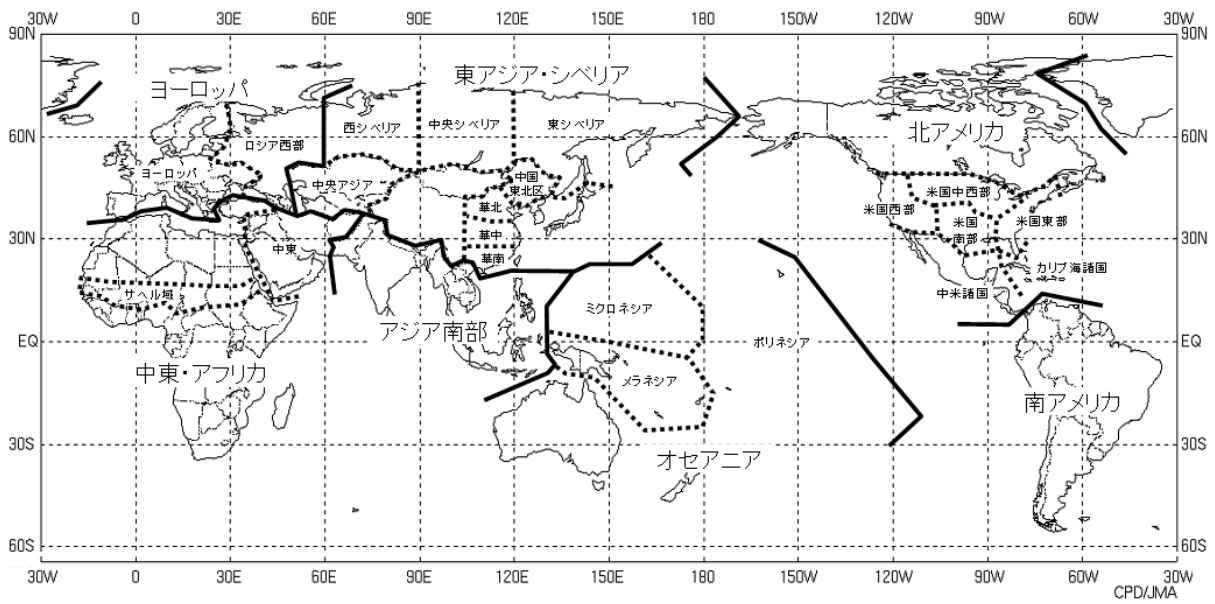 30W 0 30E 60E 90E 120E 150E 180 150W 120W 90W 60W 30W
90N 90N
ヨーロッパ
東アジア・シベリア
西シベリア
中央シベリア
東シベリア
北アメリカ
60N 60N
ロシア西部
ヨーロッパ
中央アジア
中国
東北区
米国中西部
華北
米国西部
米国
南部
米国東部
華中
中東
30N 30N
華南
カリブ海諸国
サヘル域
中米諸国
ミクロネシア
アジア南部
EQ EQ
ポリネシア
中東・アフリカ
メラネシア
南アメリカ
30S 30S
オセアニア
60S 60S
30W 0 30E 60E 90E 120E 150E 180 150W 120W 90W 60W 30W
CPD/JMA